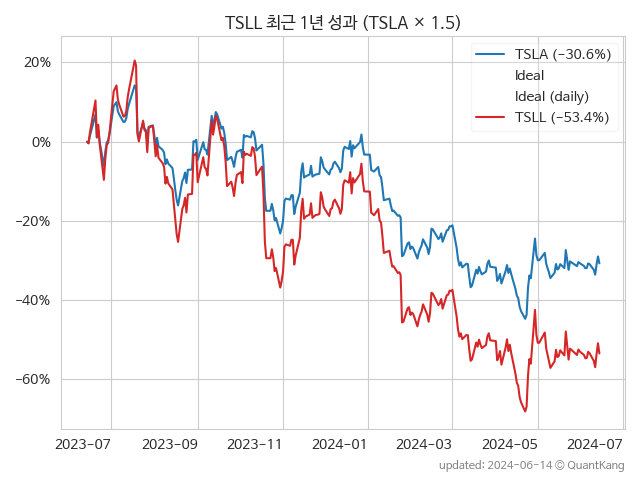 TSLL 최근 1년 성과 (TSLA × 1.5)
TSLA (−30.6%)
Ideal
Ideal (daily)
TSLL (−53.4%)
20%
0%
−20%
−40%
−60%
2023-07 2023-09 2023-11 2024-01 2024-03 2024-05 2024-07
updated: 2024-06-14 © QuantKang